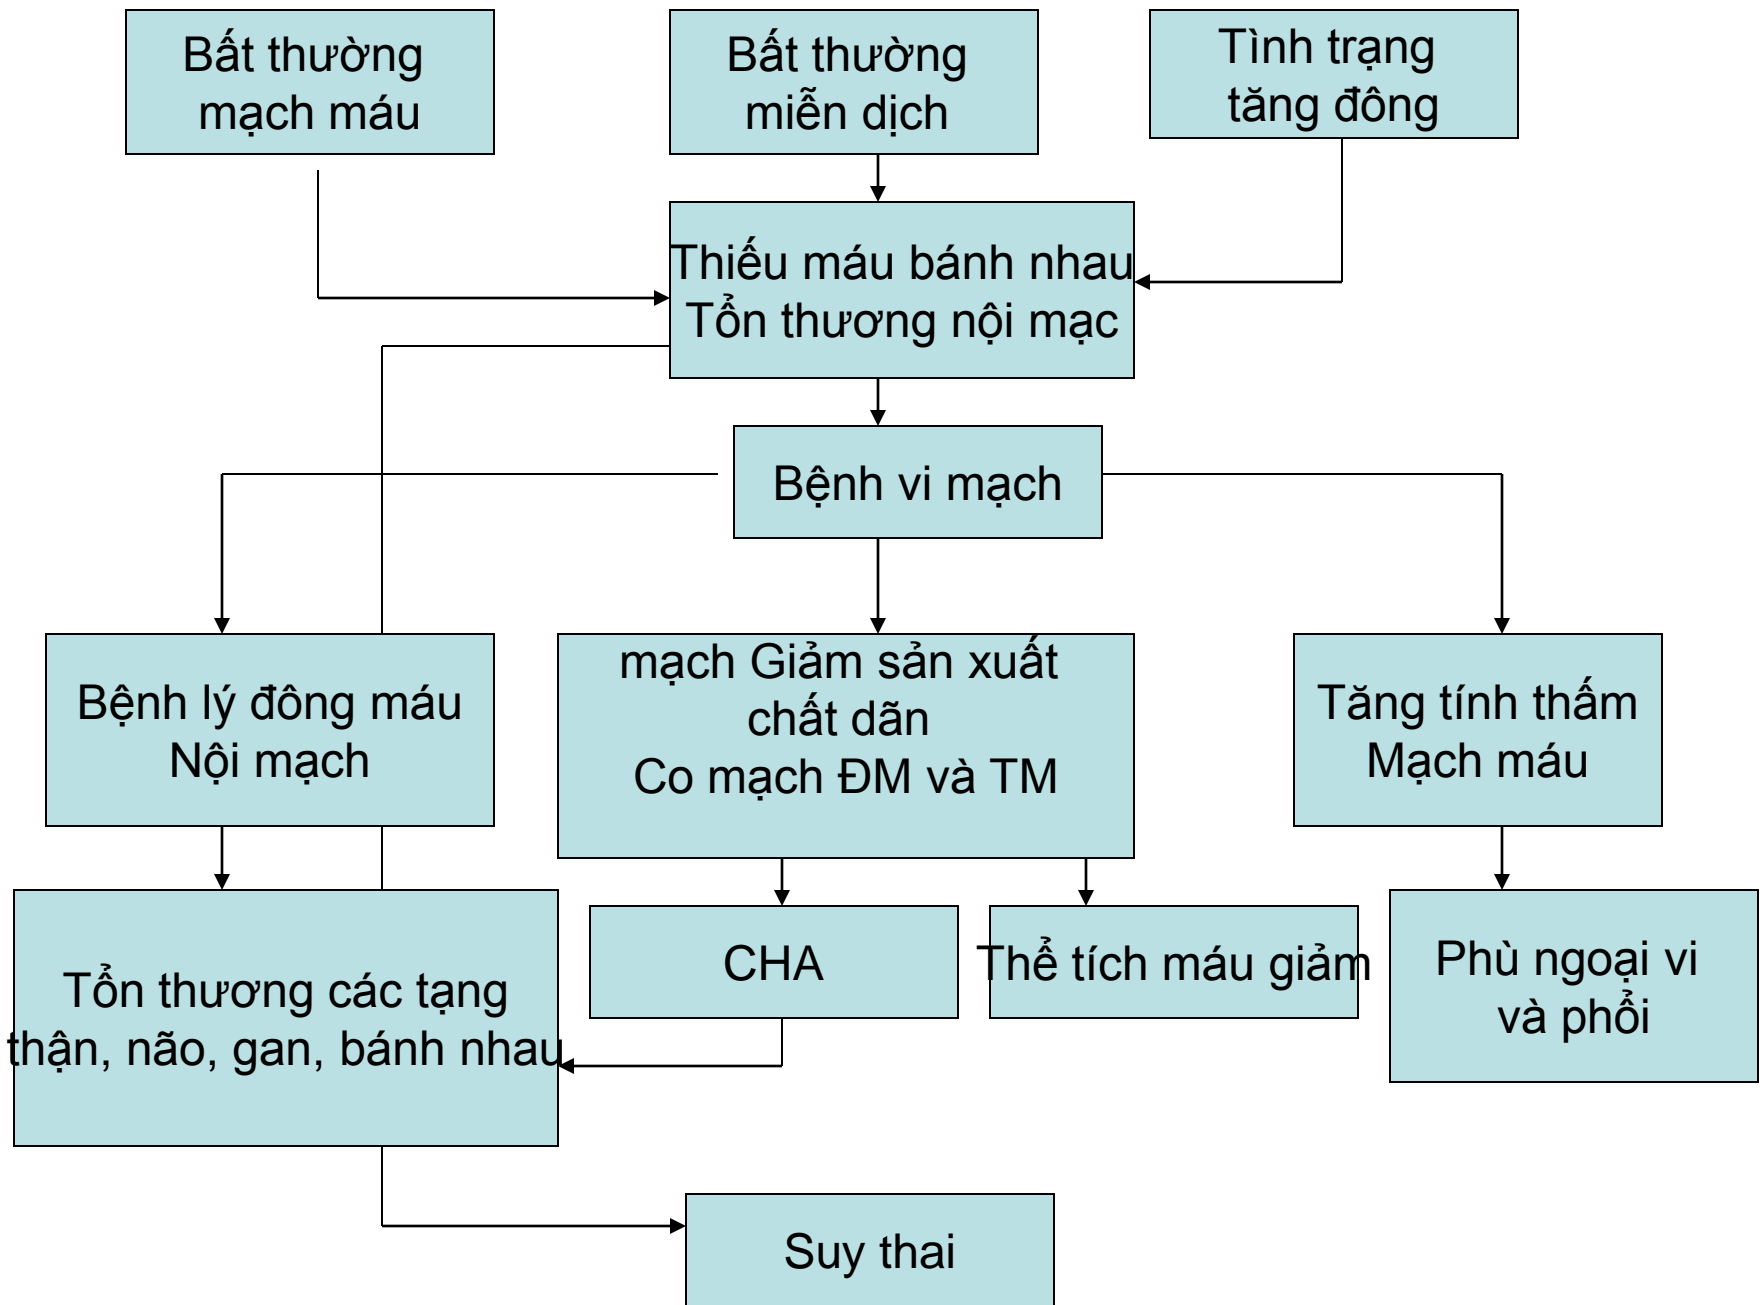 Bất thường
mạch máu
Bất thường
miễn dịch
Tình trạng
tăng đông
Thiếu máu bánh nhau
Tổn thương nội mạc
Bệnh vi mạch
Bệnh lý đông máu
Nội mạch
mạch Giảm sản xuất
chất dãn
Co mạch ĐM và TM
Tăng tính thấm
Mạch máu
Tổn thương các tạng
thận, não, gan, bánh nhau
CHA
Thể tích máu giảm
Phù ngoại vi
và phổi
Suy thai